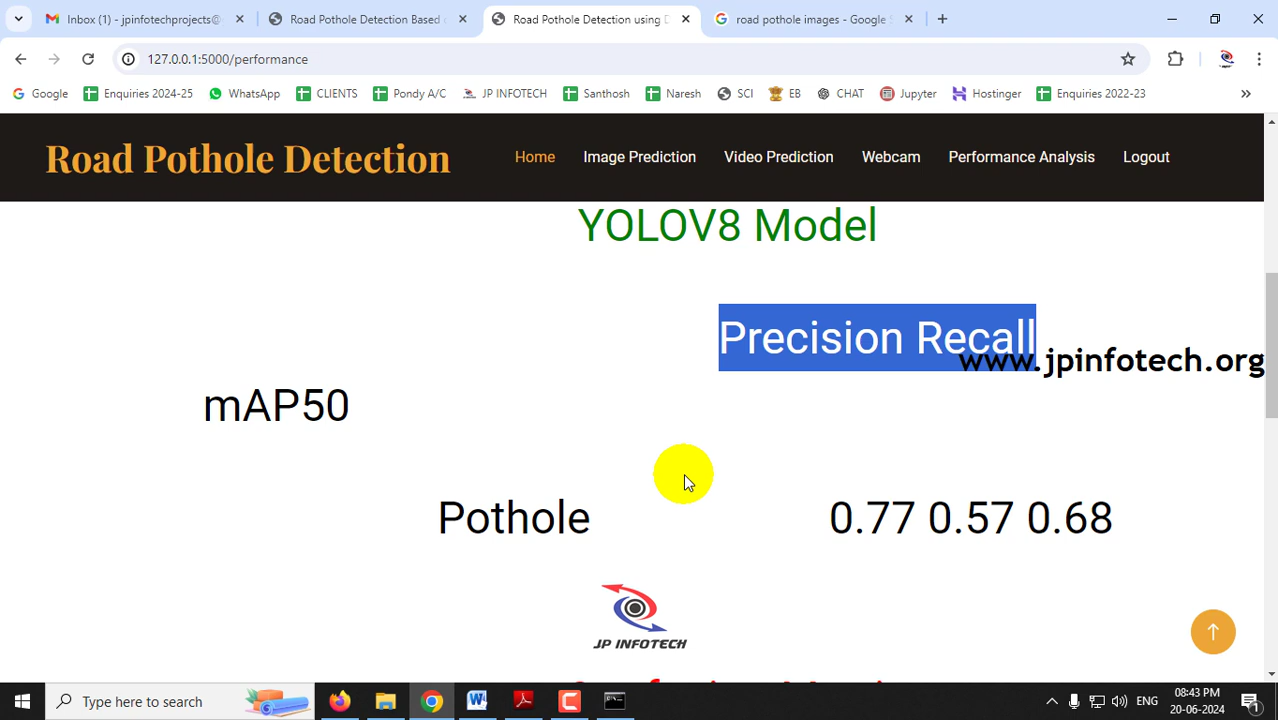 Inbox (1) - jpinfotechprojects@
Road Pothole Detection Based
Road Pothole Detection using
road pothole images - Google
127.0.0.1:5000/performance
Google
Enquiries 2024-25
WhatsApp
CLIENTS
Pondy A/C
JP INFOTECH
Santhosh
Naresh
SCI
EB
CHAT
Jupyter
Hostinger
Enquiries 2022-23
»
Road Pothole Detection
Home
Image Prediction
Video Prediction
Webcam
Performance Analysis
Logout
YOLOV8 Model
Precision Recall
www.jpinfotech.org
mAP50
Pothole
0.77 0.57 0.68
JP INFOTECH
Type here to search
ENG
08:43 PM
20-06-2024